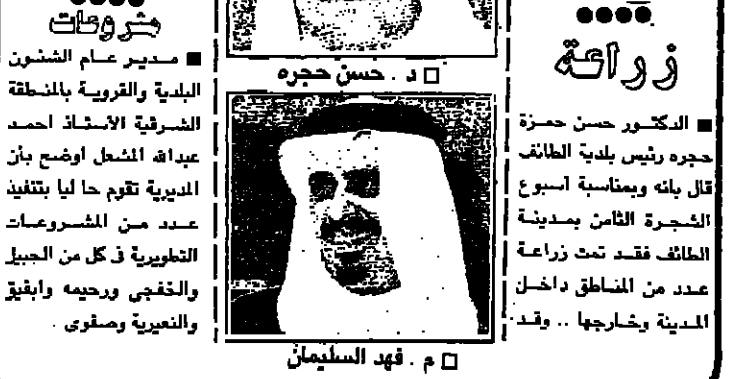 زراعة
■ الدكتور حسن حمزة
حجره رئيس بلدية الطائف
قال بانه وبمناسبة اسبوع
الشجرة الثامن بمدينة
الطائف فقد تمت زراعة
عدد من المناطق داخل
المدينة وخارجها .. وقد
□ د . حسن حجره
□ م . فهد السليمان
مشروعات
■ مدير عام الشئون
البلدية والقروية بالمنطقة
الشرقية الاستاذ احمد
عبدالله المشعل اوضح بأن
المديرية تقوم حا ليا بتنفيذ
عدد من المشروعات
التطويرية في كل من الجبيل
والخفجي ورحيمه وابقيق
والنعيرية وصفوى .